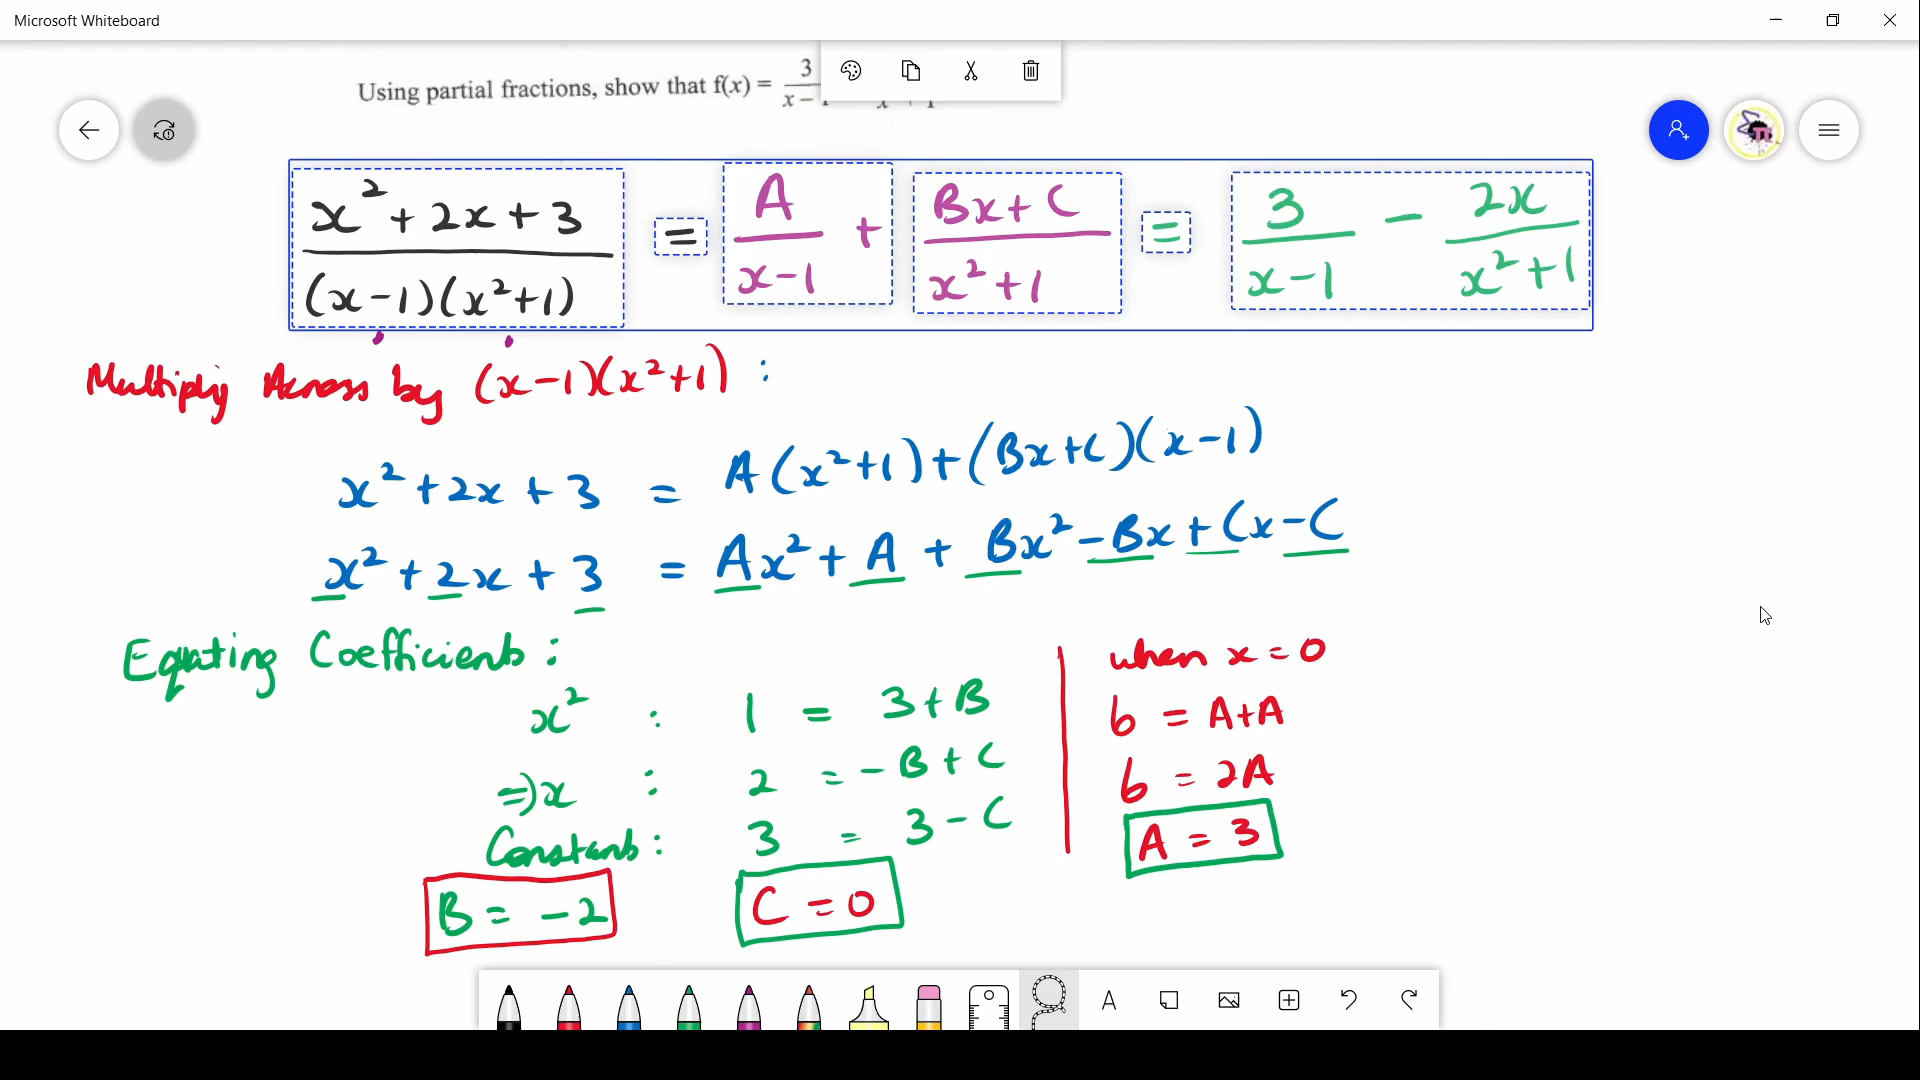 Microsoft Whiteboard
Using partial fractions, show that f(x) = 3/(x –
x² + 2x + 3 / (x – 1)(x² + 1) = A / x – 1 + Bx + C / x² + 1 = 3 / x – 1 – 2x / x² + 1
Multiply Across by (x – 1)(x² + 1) :
x² + 2x + 3 = A(x² + 1) + (Bx + C)(x – 1)
x² + 2x + 3 = Ax² + A + Bx² – Bx + Cx – C
Equating Coefficients :
x² : 1 = 3 + B
=> x : 2 = – B + C
Constants : 3 = 3 – C
B = – 2
C = 0
when x = 0
6 = A + A
6 = 2A
A = 3